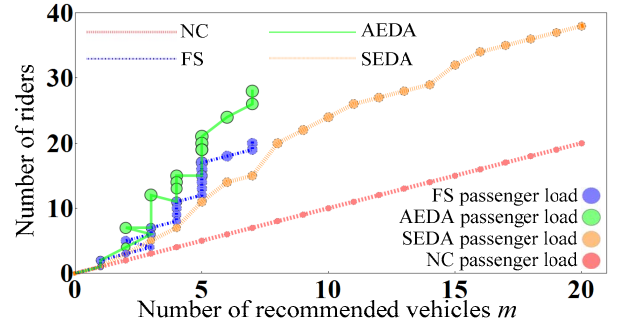 40
NC
AEDA
FS
SEDA
30
Number of riders
20
10
FS passenger load
AEDA passenger load
SEDA passenger load
NC passenger load
0
0 5 10 15 20
Number of recommended vehicles m